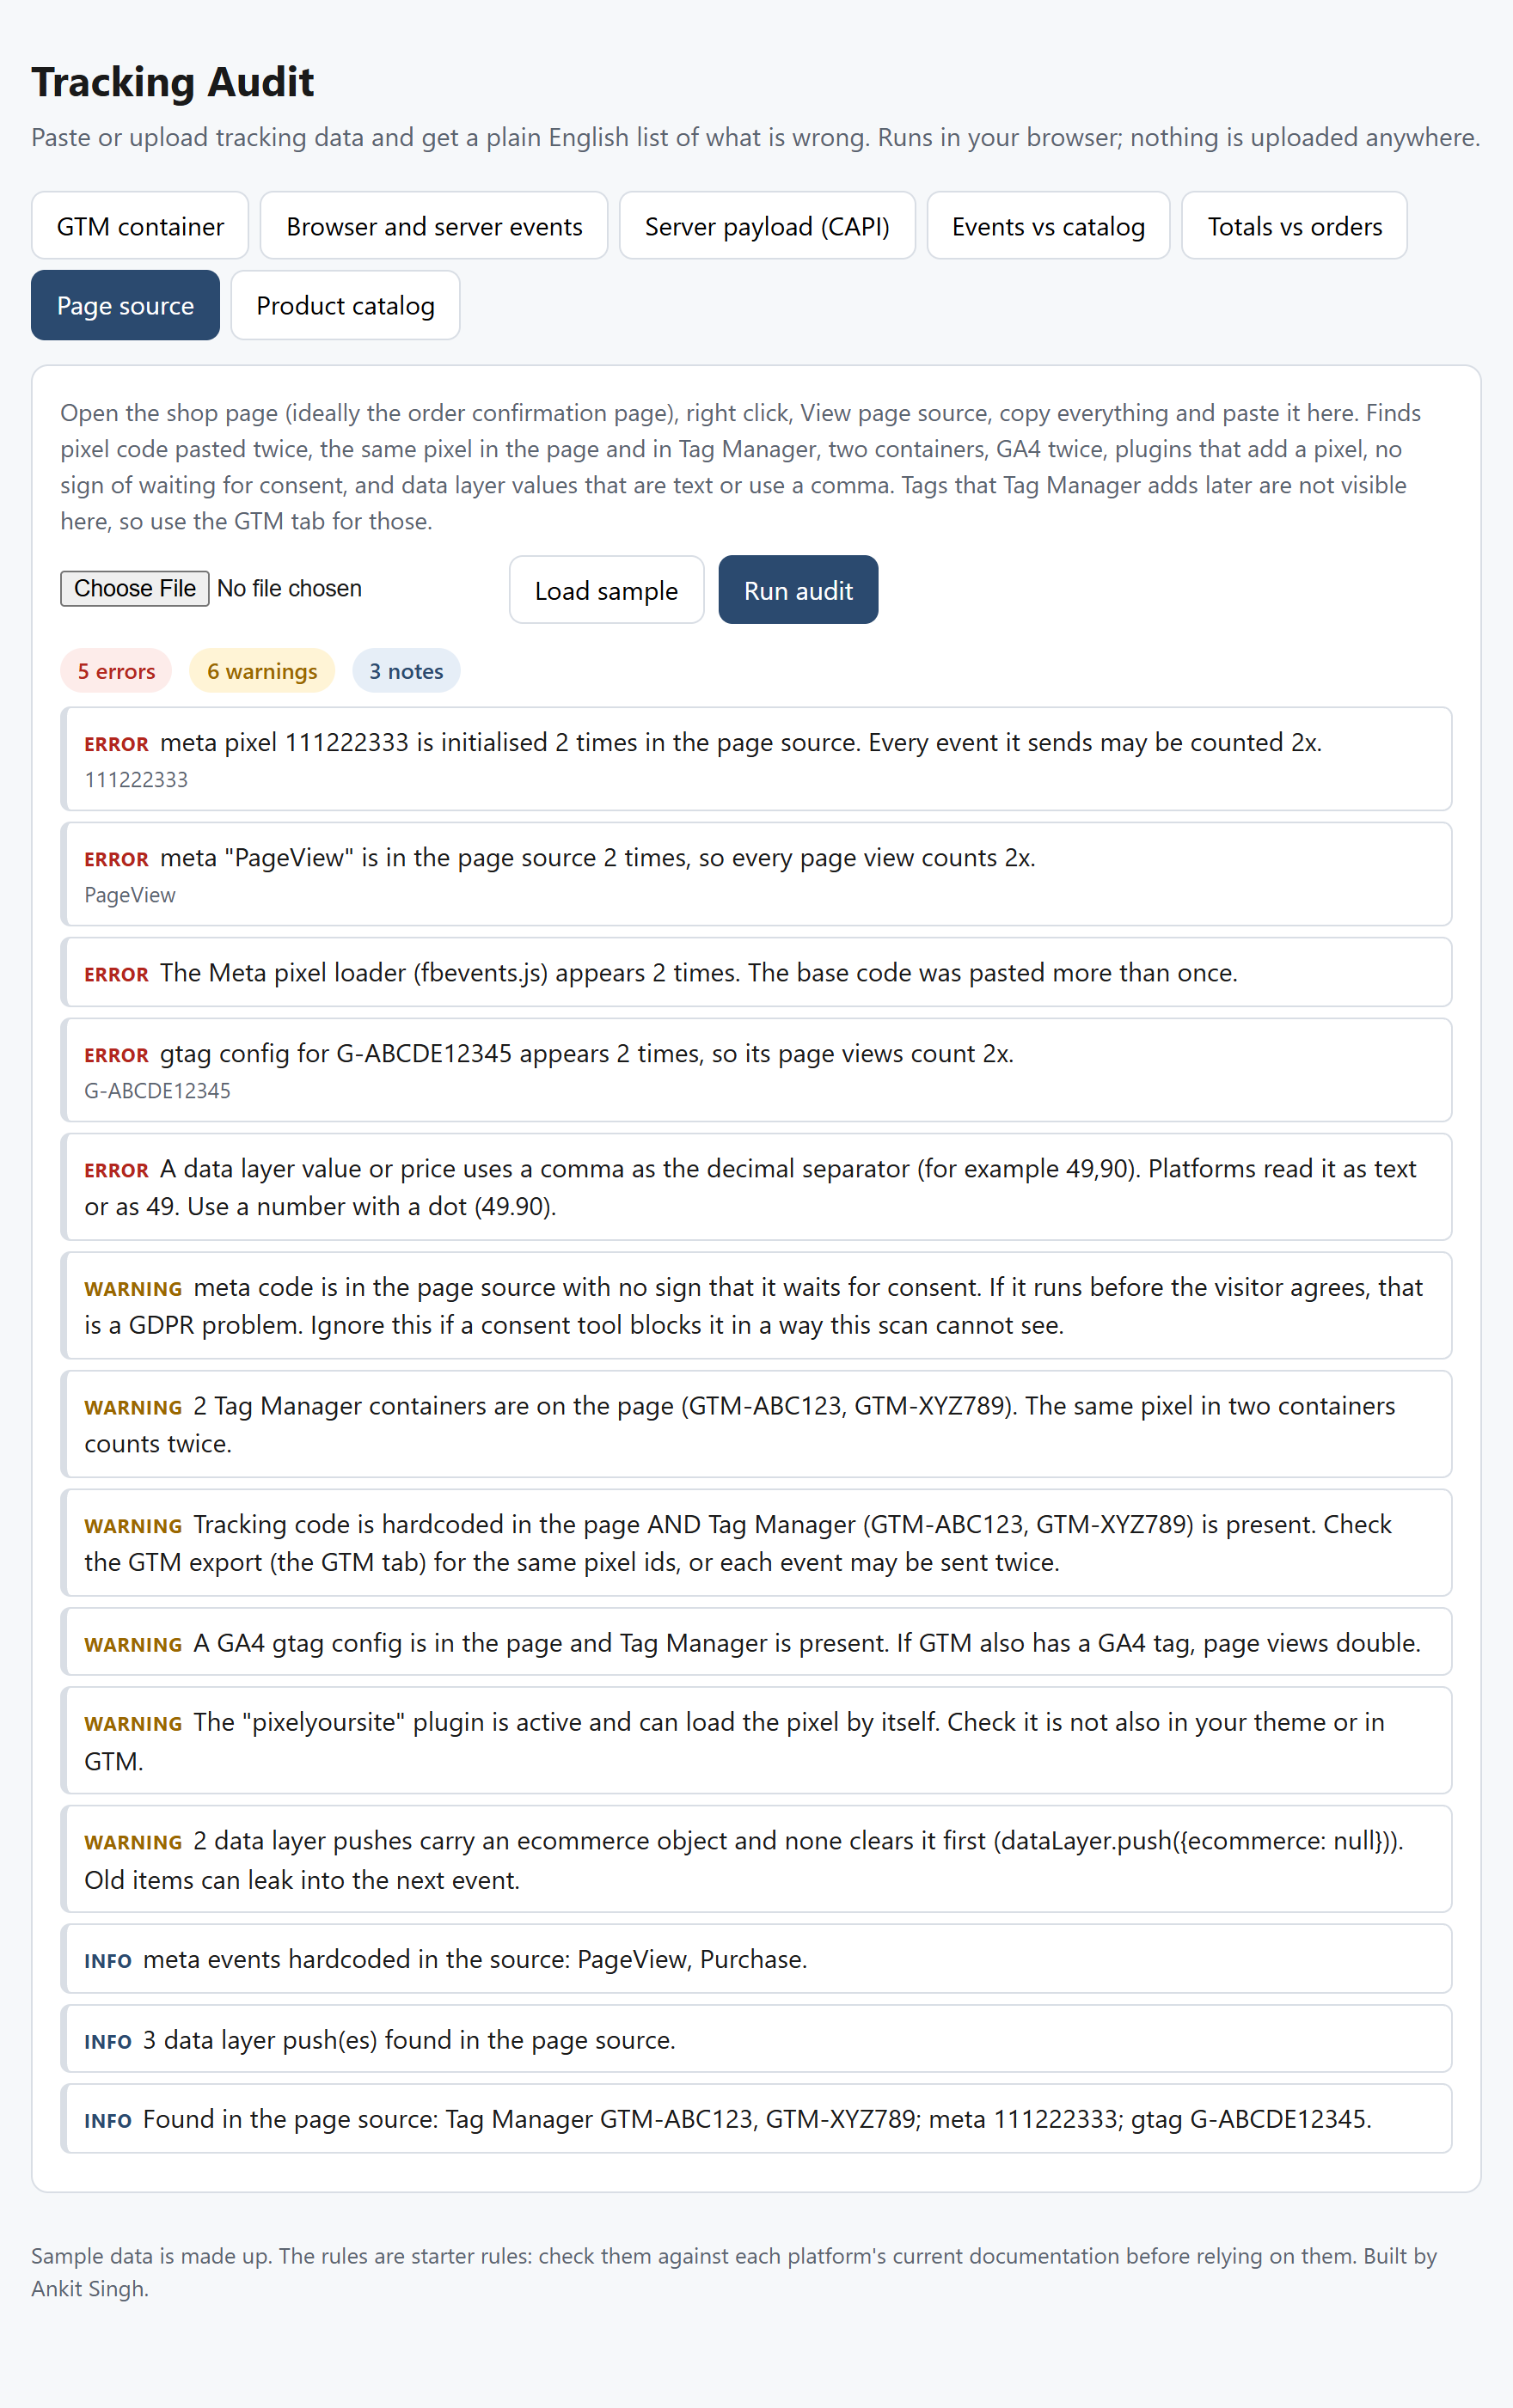 Tracking Audit
Paste or upload tracking data and get a plain English list of what is wrong. Runs in your browser; nothing is uploaded anywhere.
GTM container
Browser and server events
Server payload (CAPI)
Events vs catalog
Totals vs orders
Page source
Product catalog
Open the shop page (ideally the order confirmation page), right click, View page source, copy everything and paste it here. Finds
pixel code pasted twice, the same pixel in the page and in Tag Manager, two containers, GA4 twice, plugins that add a pixel, no
sign of waiting for consent, and data layer values that are text or use a comma. Tags that Tag Manager adds later are not visible
here, so use the GTM tab for those.
Choose File No file chosen
Load sample
Run audit
5 errors
6 warnings
3 notes
ERROR meta pixel 111222333 is initialised 2 times in the page source. Every event it sends may be counted 2x.
111222333
ERROR meta "PageView" is in the page source 2 times, so every page view counts 2x.
PageView
ERROR The Meta pixel loader (fbevents.js) appears 2 times. The base code was pasted more than once.
ERROR gtag config for G-ABCDE12345 appears 2 times, so its page views count 2x.
G-ABCDE12345
ERROR A data layer value or price uses a comma as the decimal separator (for example 49,90). Platforms read it as text
or as 49. Use a number with a dot (49.90).
WARNING meta code is in the page source with no sign that it waits for consent. If it runs before the visitor agrees, that
is a GDPR problem. Ignore this if a consent tool blocks it in a way this scan cannot see.
WARNING 2 Tag Manager containers are on the page (GTM-ABC123, GTM-XYZ789). The same pixel in two containers
counts twice.
WARNING Tracking code is hardcoded in the page AND Tag Manager (GTM-ABC123, GTM-XYZ789) is present. Check
the GTM export (the GTM tab) for the same pixel ids, or each event may be sent twice.
WARNING A GA4 gtag config is in the page and Tag Manager is present. If GTM also has a GA4 tag, page views double.
WARNING The "pixelyoursite" plugin is active and can load the pixel by itself. Check it is not also in your theme or in
GTM.
WARNING 2 data layer pushes carry an ecommerce object and none clears it first (dataLayer.push({ecommerce: null})).
Old items can leak into the next event.
INFO meta events hardcoded in the source: PageView, Purchase.
INFO 3 data layer push(es) found in the page source.
INFO Found in the page source: Tag Manager GTM-ABC123, GTM-XYZ789; meta 111222333; gtag G-ABCDE12345.
Sample data is made up. The rules are starter rules: check them against each platform's current documentation before relying on them. Built by
Ankit Singh.